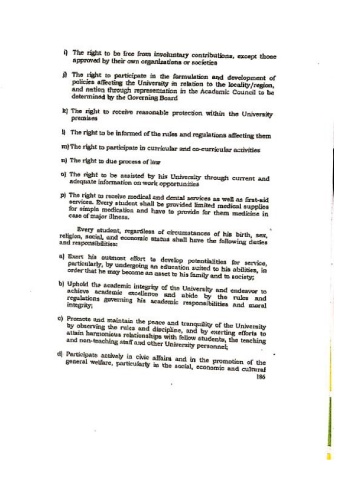 i) The right to be free from involuntary contributions, except those
approved by their own organizations or societies
j) The right to participate in the formulation and development of
policies affecting the University in relation to the locality/region,
and nation through representation in the Academic Council to be
determined by the Governing Board
k) The right to receive reasonable protection within the University
premises
l) The right to be informed of the rules and regulations affecting them
m) The right to participate in curricular and co-curricular activities
n) The right to due process of law
o) The right to be assisted by his University through current and
adequate information on work opportunities
p) The right to receive medical and dental services as well as first-aid
services. Every student shall be provided limited medical supplies
for simple medication and have to provide for them medicine in
case of major illness.
Every student, regardless of circumstances of his birth, sex,
religion, social, and economic status shall have the following duties
and responsibilities:
a) Exert his outmost effort to develop potentialities for service,
particularly, by undergoing an education suited to his abilities, in
order that he may become an asset to his family and to society;
b) Uphold the academic integrity of the University and endeavor to
achieve academic excellence and abide by the rules and
regulations governing his academic responsibilities and moral
integrity;
c) Promote and maintain the peace and tranquility of the University
by observing the rules and discipline, and by exerting efforts to
attain harmonious relationships with fellow students, the teaching
and non-teaching staff and other University personnel;
d) Participate actively in civic affairs and in the promotion of the
general welfare, particularly in the social, economic and cultural
186